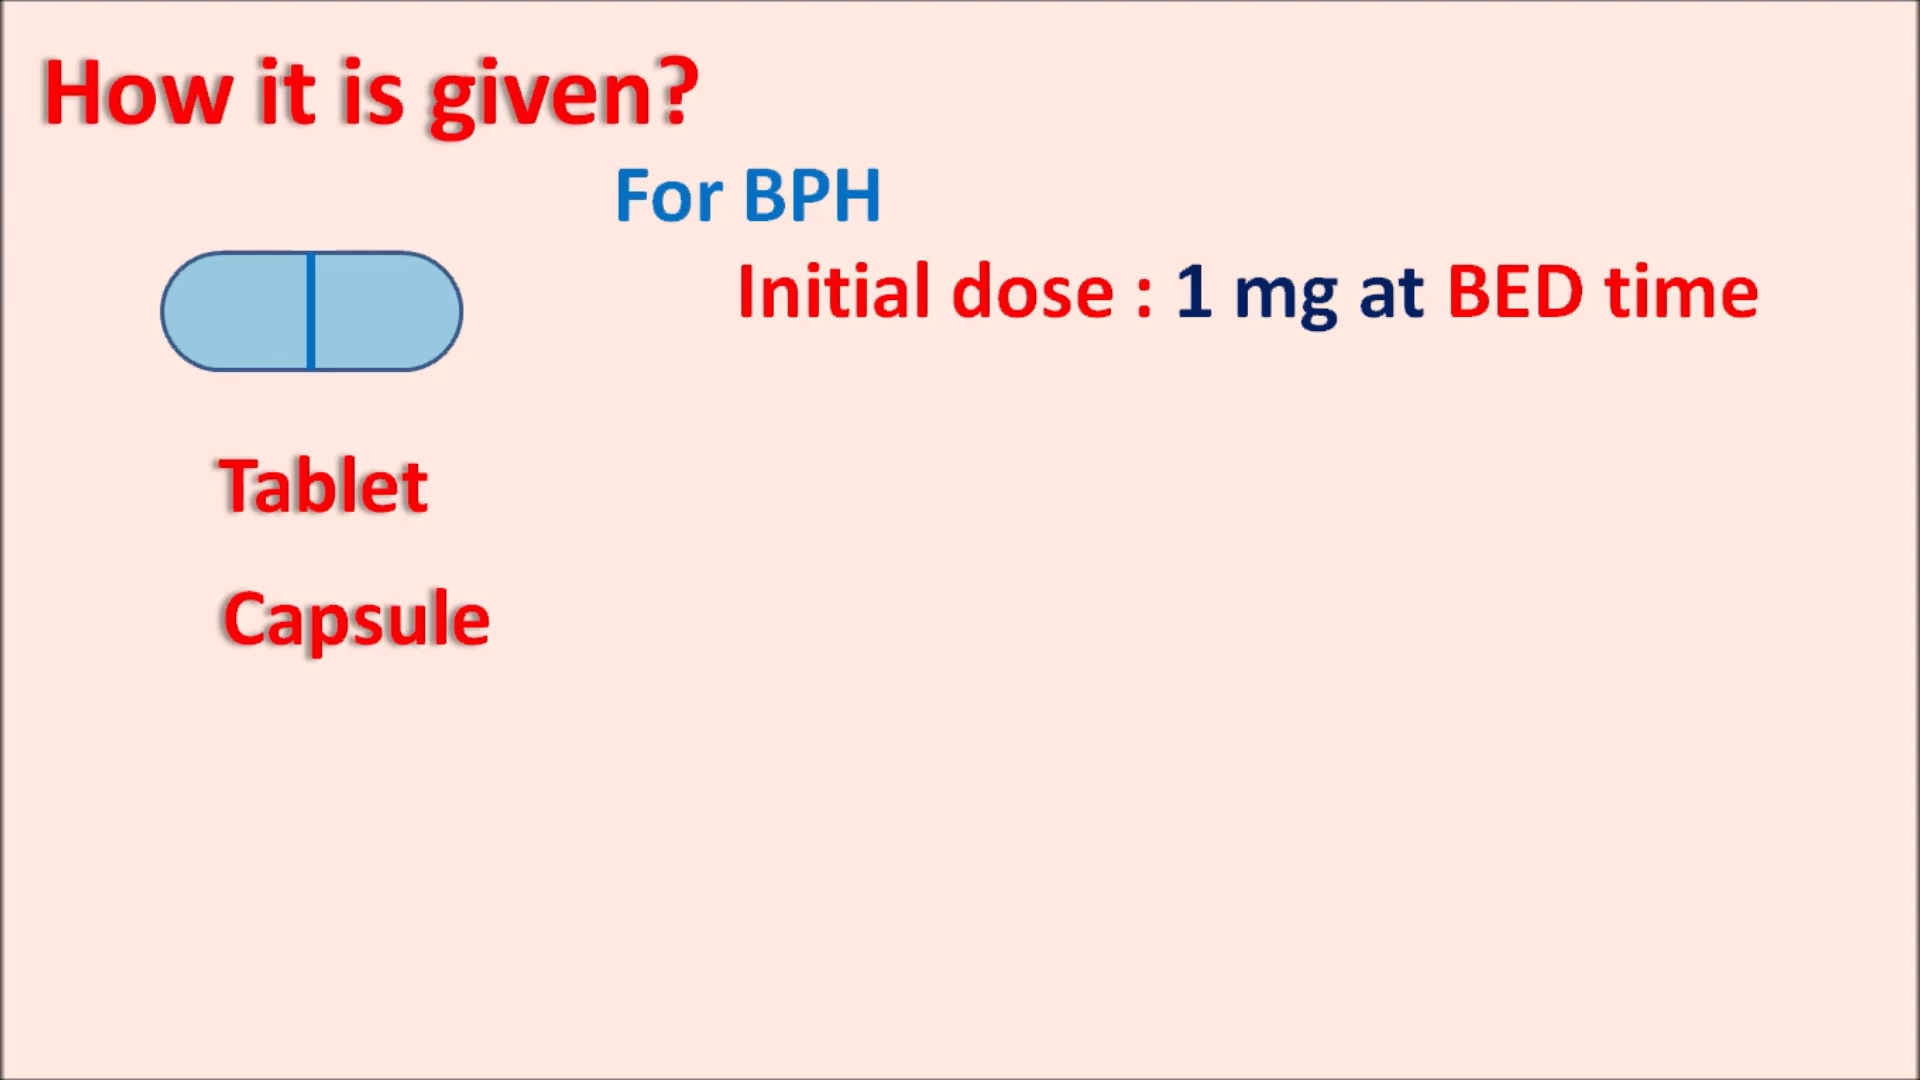 How it is given?
For BPH
Initial dose : 1 mg at BED time
Tablet
Capsule